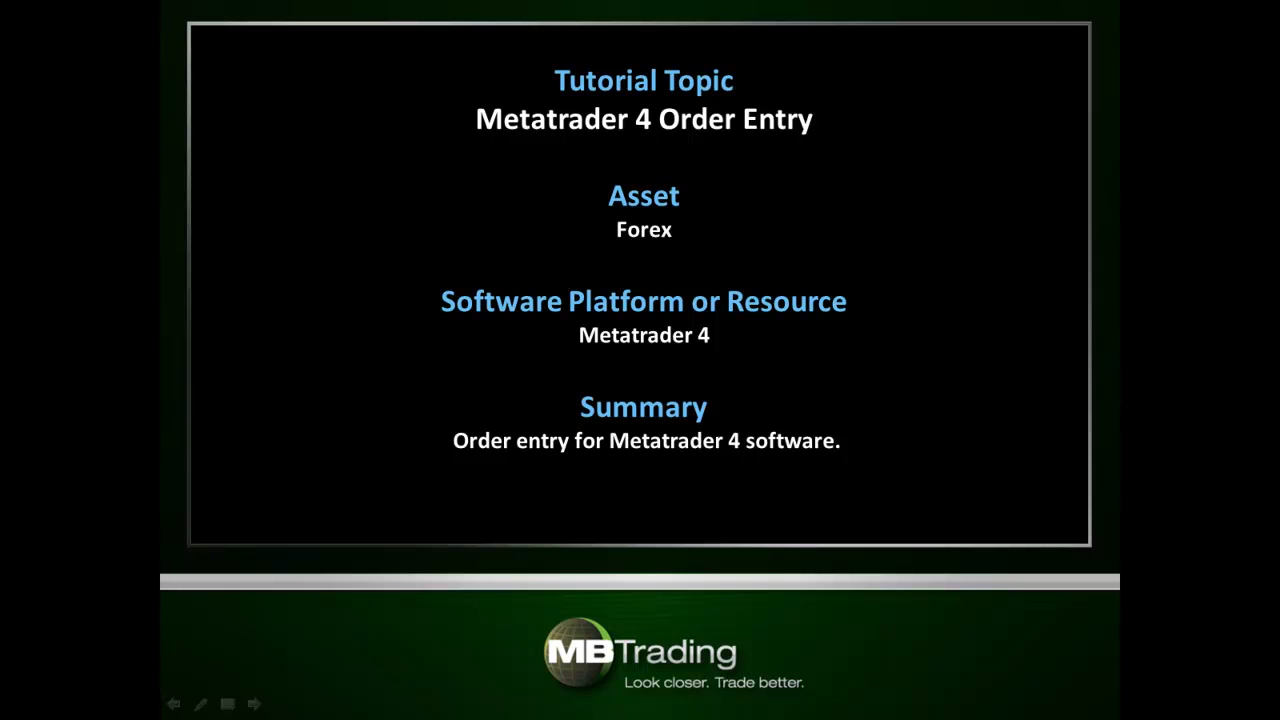 Tutorial Topic
Metatrader 4 Order Entry
Asset
Forex
Software Platform or Resource
Metatrader 4
Summary
Order entry for Metatrader 4 software.
MBTrading
Look closer. Trade better.